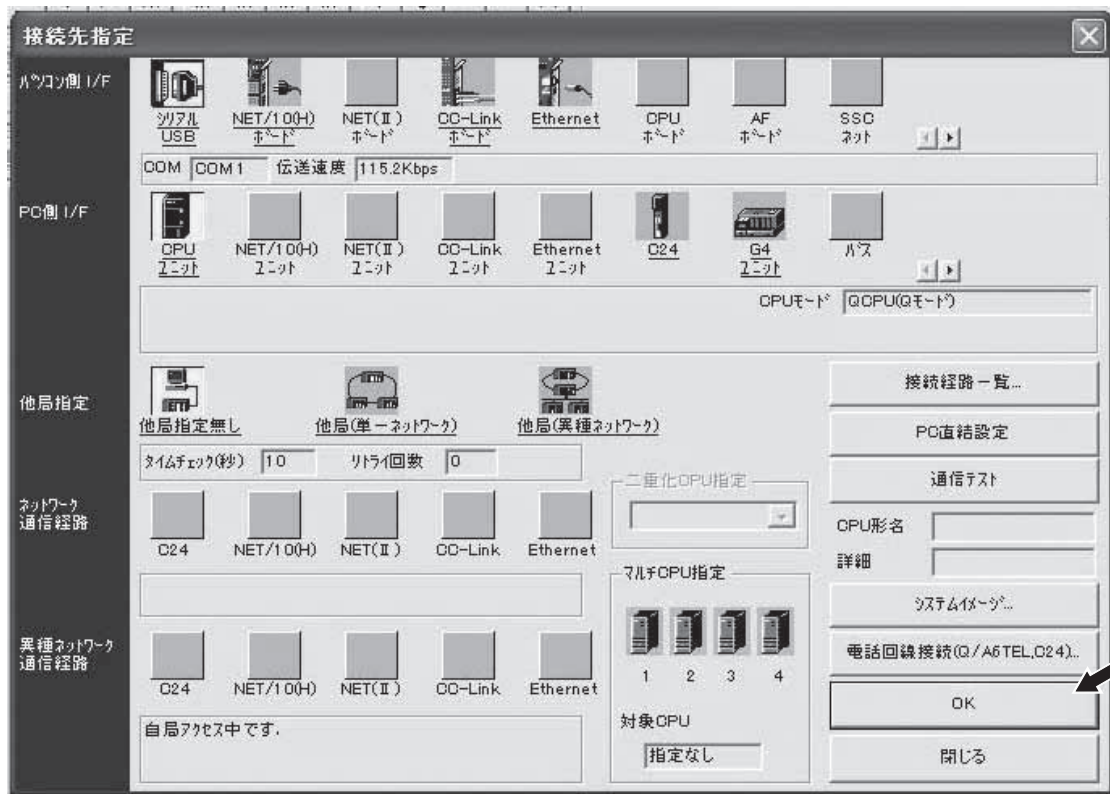 接続先指定
パソコン側 I/F
シリアル USB
NET/10(H) ボード
NET(Ⅱ) ボード
CC-Link ボード
Ethernet
CPU ボード
AF ボード
SSC ネット
COM COM1 伝送速度 115.2Kbps
PC側 I/F
CPU ユニット
NET/10(H) ユニット
NET(Ⅱ) ユニット
CC-Link ユニット
Ethernet ユニット
C24
G4 ユニット
バス
CPUモード QCPU(Qモード)
他局指定
他局指定無し
他局(単一ネットワーク)
他局(異種ネットワーク)
タイムチェック(秒) 10 リトライ回数 0
接続経路一覧...
PC直結設定
通信テスト
CPU形名
詳細
システムイメージ...
電話回線接続(Q/A6TEL,C24)...
OK
閉じる
二重化CPU指定
マルチCPU指定
1 2 3 4
対象CPU
指定なし
ネットワーク
通信経路
C24 NET/10(H) NET(Ⅱ) CC-Link Ethernet
異種ネットワーク
通信経路
C24 NET/10(H) NET(Ⅱ) CC-Link Ethernet
自局アクセス中です.